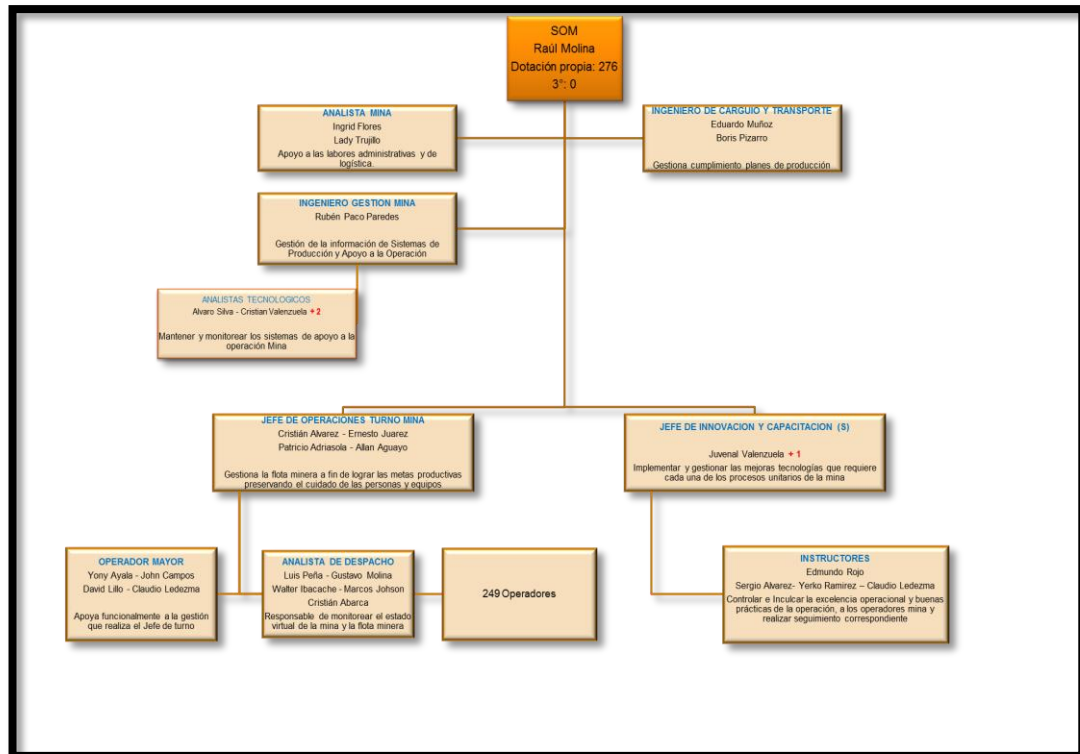 SOM
Raúl Molina
Dotación propia: 276
3°: 0
ANALISTA MINA
Ingrid Flores
Lady Trujillo
Apoyo a las labores administrativas y de
logística.
INGENIERO DE CARGUIO Y TRANSPORTE
Eduardo Muñoz
Boris Pizarro
Gestiona cumplimiento planes de producción
INGENIERO GESTION MINA
Rubén Paco Paredes
Gestión de la información de Sistemas de
Producción y Apoyo a la Operación
ANALISTAS TECNOLOGICOS
Alvaro Silva - Cristian Valenzuela + 2
Mantener y monitorear los sistemas de apoyo a la
operación Mina
JEFE DE OPERACIONES TURNO MINA
Cristián Alvarez - Ernesto Juarez
Patricio Adriasola - Allan Aguayo
Gestiona la flota minera a fin de lograr las metas productivas
preservando el cuidado de las personas y equipos
JEFE DE INNOVACION Y CAPACITACION (S)
Juvenal Valenzuela + 1
Implementar y gestionar las mejoras tecnologías que requiere
cada una de los procesos unitarios de la mina
OPERADOR MAYOR
Yony Ayala - John Campos
David Lillo - Claudio Ledezma
Apoya funcionalmente a la gestión
que realiza el Jefe de turno
ANALISTA DE DESPACHO
Luis Peña - Gustavo Molina
Walter Ibacache - Marcos Johson
Cristián Abarca
Responsable de monitorear el estado
virtual de la mina y la flota minera
249 Operadores
INSTRUCTORES
Edmundo Rojo
Sergio Alvarez- Yerko Ramirez – Claudio Ledezma
Controlar e Inculcar la excelencia operacional y buenas
prácticas de la operación, a los operadores mina y
realizar seguimiento correspondiente